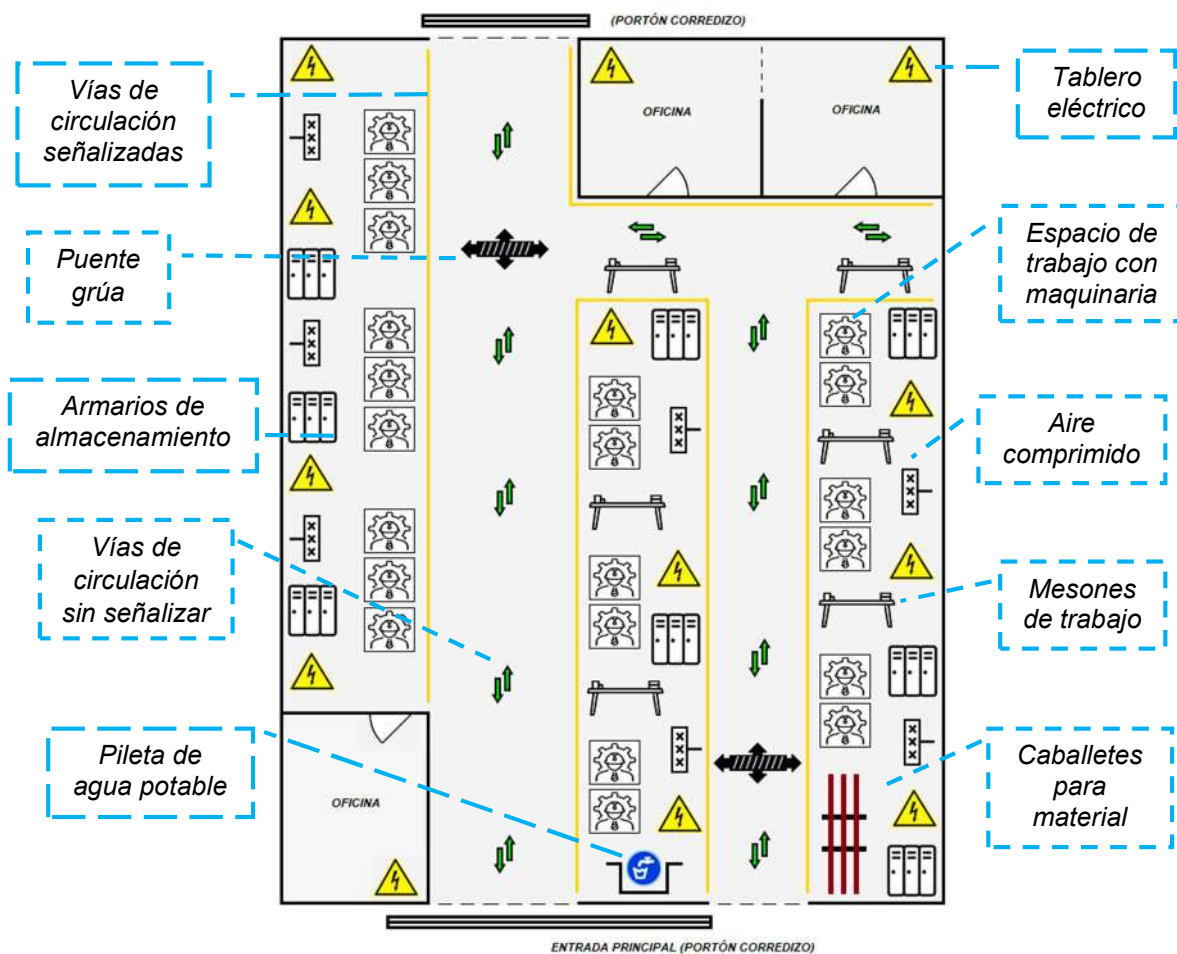 (PORTÓN CORREDIZO)
Vías de
circulación
señalizadas
Tablero
eléctrico
OFICINA
OFICINA
Puente
grúa
Espacio de
trabajo con
maquinaria
Armarios de
almacenamiento
Aire
comprimido
Vías de
circulación
sin señalizar
Mesones
de trabajo
Pileta de
agua potable
Caballetes
para
material
OFICINA
ENTRADA PRINCIPAL (PORTÓN CORREDIZO)